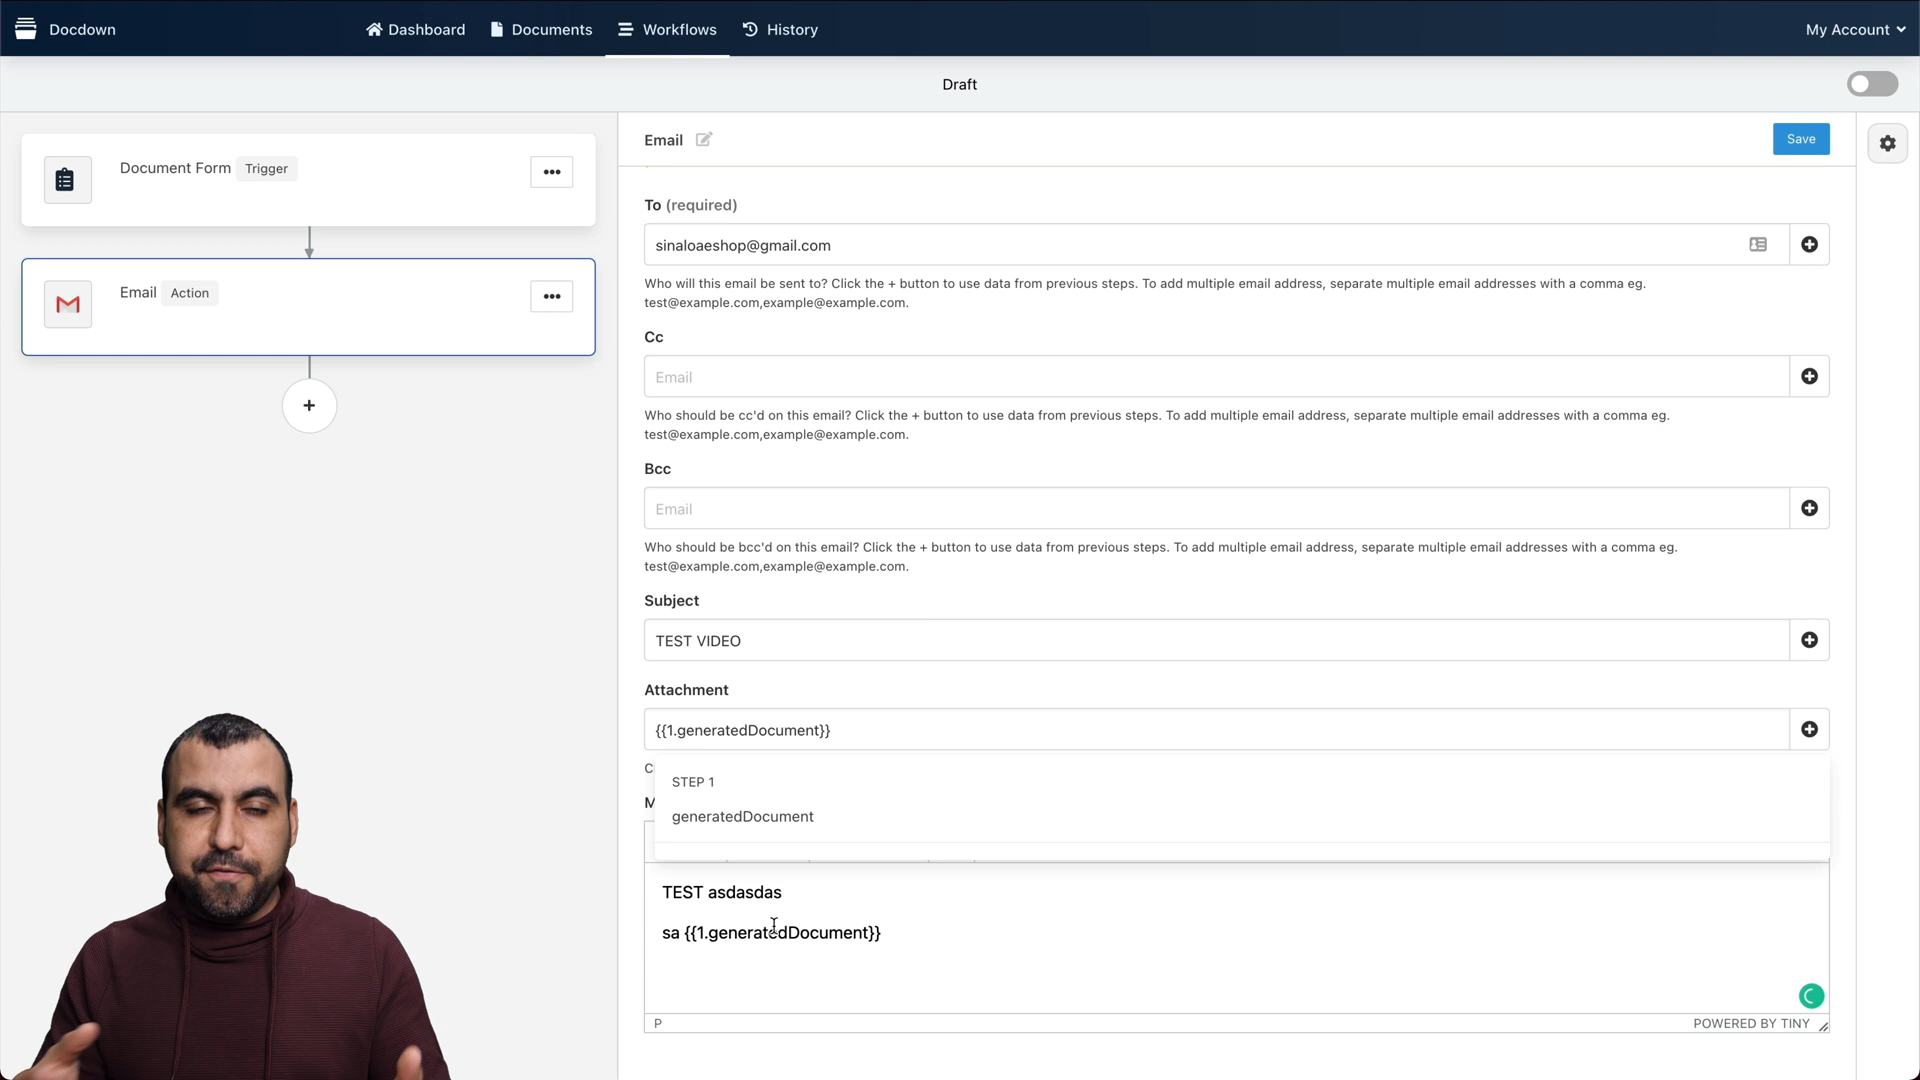 Docdown
Dashboard
Documents
Workflows
History
My Account
Draft
Document Form Trigger
Email Action
Email
Save
To (required)
sinaloaeshop@gmail.com
Who will this email be sent to? Click the + button to use data from previous steps. To add multiple email address, separate multiple email addresses with a comma eg.
test@example.com,example@example.com.
Cc
Email
Who should be cc'd on this email? Click the + button to use data from previous steps. To add multiple email address, separate multiple email addresses with a comma eg.
test@example.com,example@example.com.
Bcc
Email
Who should be bcc'd on this email? Click the + button to use data from previous steps. To add multiple email address, separate multiple email addresses with a comma eg.
test@example.com,example@example.com.
Subject
TEST VIDEO
Attachment
{{1.generatedDocument}}
STEP 1
generatedDocument
TEST asdasdas
sa {{1.generatedDocument}}
P
POWERED BY TINY